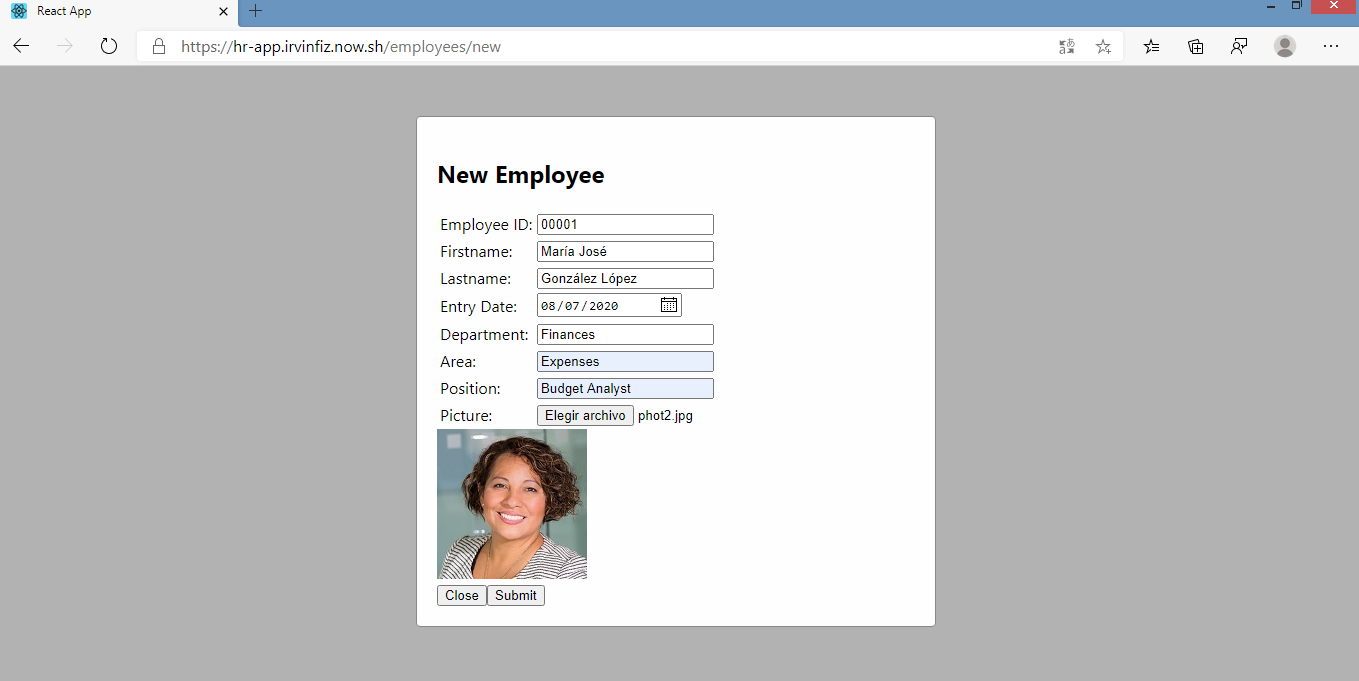 React App
https://hr-app.irvinfiz.now.sh/employees/new
New Employee
Employee ID: 00001
Firstname: María José
Lastname: González López
Entry Date: 08/07/2020
Department: Finances
Area: Expenses
Position: Budget Analyst
Picture: Elegir archivo phot2.jpg
Close Submit